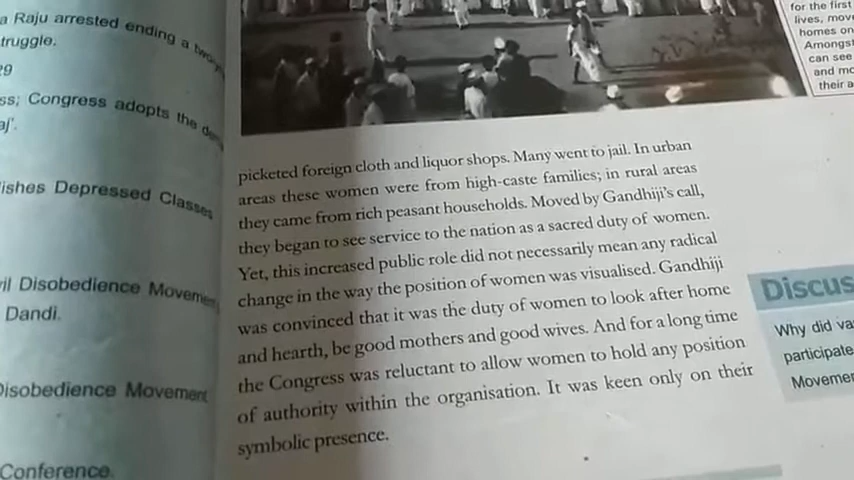 a Raju arrested ending a
truggle.
29
ss; Congress adopts the
aj'.
lishes Depressed Classes
vil Disobedience Movement
Dandi.
Disobedience Movement
Conference.
picketed foreign cloth and liquor shops. Many went to jail. In urban
areas these women were from high-caste families; in rural areas
they came from rich peasant households. Moved by Gandhiji's call,
they began to see service to the nation as a sacred duty of women.
Yet, this increased public role did not necessarily mean any radical
change in the way the position of women was visualised. Gandhiji
was convinced that it was the duty of women to look after home
and hearth, be good mothers and good wives. And for a long time
the Congress was reluctant to allow women to hold any position
of authority within the organisation. It was keen only on their
symbolic presence.
for the first
lives, mov
homes on
Amongst
can see
and mo
their a
Discus
Why did va
participate
Movemen